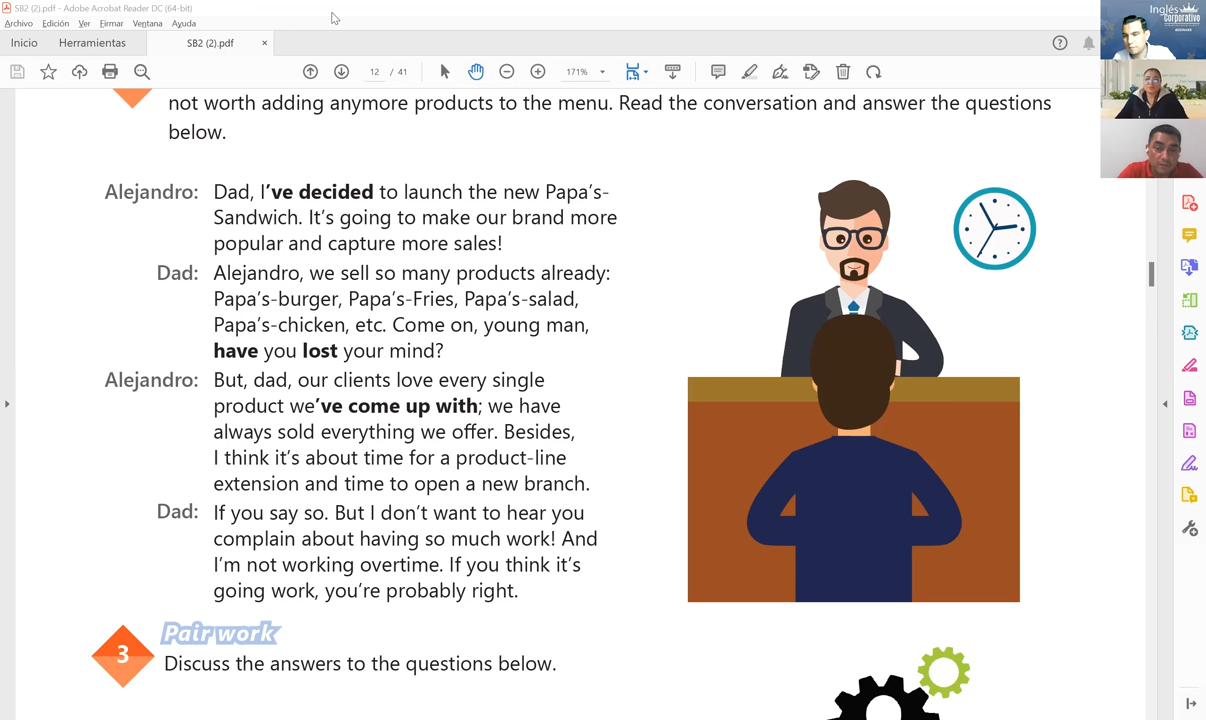 SB2 (2).pdf - Adobe Acrobat Reader DC (64-bit)
Archivo Edición Ver Firmar Ventana Ayuda
Inicio Herramientas SB2 (2).pdf ×
12 / 41 171%
not worth adding anymore products to the menu. Read the conversation and answer the questions
below.
Alejandro: Dad, I've decided to launch the new Papa's-
Sandwich. It's going to make our brand more
popular and capture more sales!
Dad: Alejandro, we sell so many products already:
Papa's-burger, Papa's-Fries, Papa's-salad,
Papa's-chicken, etc. Come on, young man,
have you lost your mind?
Alejandro: But, dad, our clients love every single
product we've come up with; we have
always sold everything we offer. Besides,
I think it's about time for a product-line
extension and time to open a new branch.
Dad: If you say so. But I don't want to hear you
complain about having so much work! And
I'm not working overtime. If you think it's
going work, you're probably right.
3
Pair work
Discuss the answers to the questions below.
Inglés
Corporativo